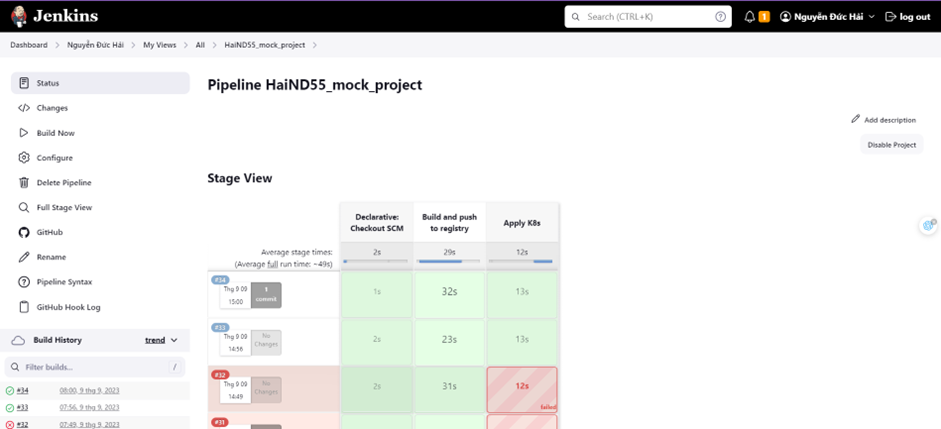 Jenkins
Search (CTRL+K)
?
1
Nguyễn Đức Hải
log out
Dashboard
Nguyễn Đức Hải
My Views
All
HaiND55_mock_project
Status
Changes
Build Now
Configure
Delete Pipeline
Full Stage View
GitHub
Rename
Pipeline Syntax
GitHub Hook Log
Build History
trend
Filter builds...
/
#34
08:00, 9 thg 9, 2023
#33
07:56, 9 thg 9, 2023
#32
07:49, 9 thg 9, 2023
Pipeline HaiND55_mock_project
Add description
Disable Project
Stage View
Declarative:
Checkout SCM
Build and push
to registry
Apply K8s
Average stage times:
(Average full run time: ~49s)
2s
29s
12s
#34
Thg 9 09
15:00
1
commit
1s
32s
13s
#33
Thg 9 09
14:56
No
Changes
2s
23s
13s
#32
Thg 9 09
14:49
No
Changes
2s
31s
12s
failed
#31